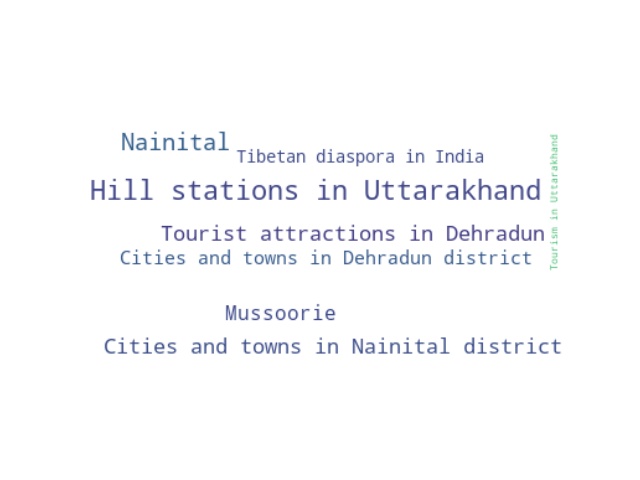 Nainital
Tibetan diaspora in India
Hill stations in Uttarakhand
Tourist attractions in Dehradun
Cities and towns in Dehradun district
Mussoorie
Cities and towns in Nainital district
Tourism in Uttarakhand